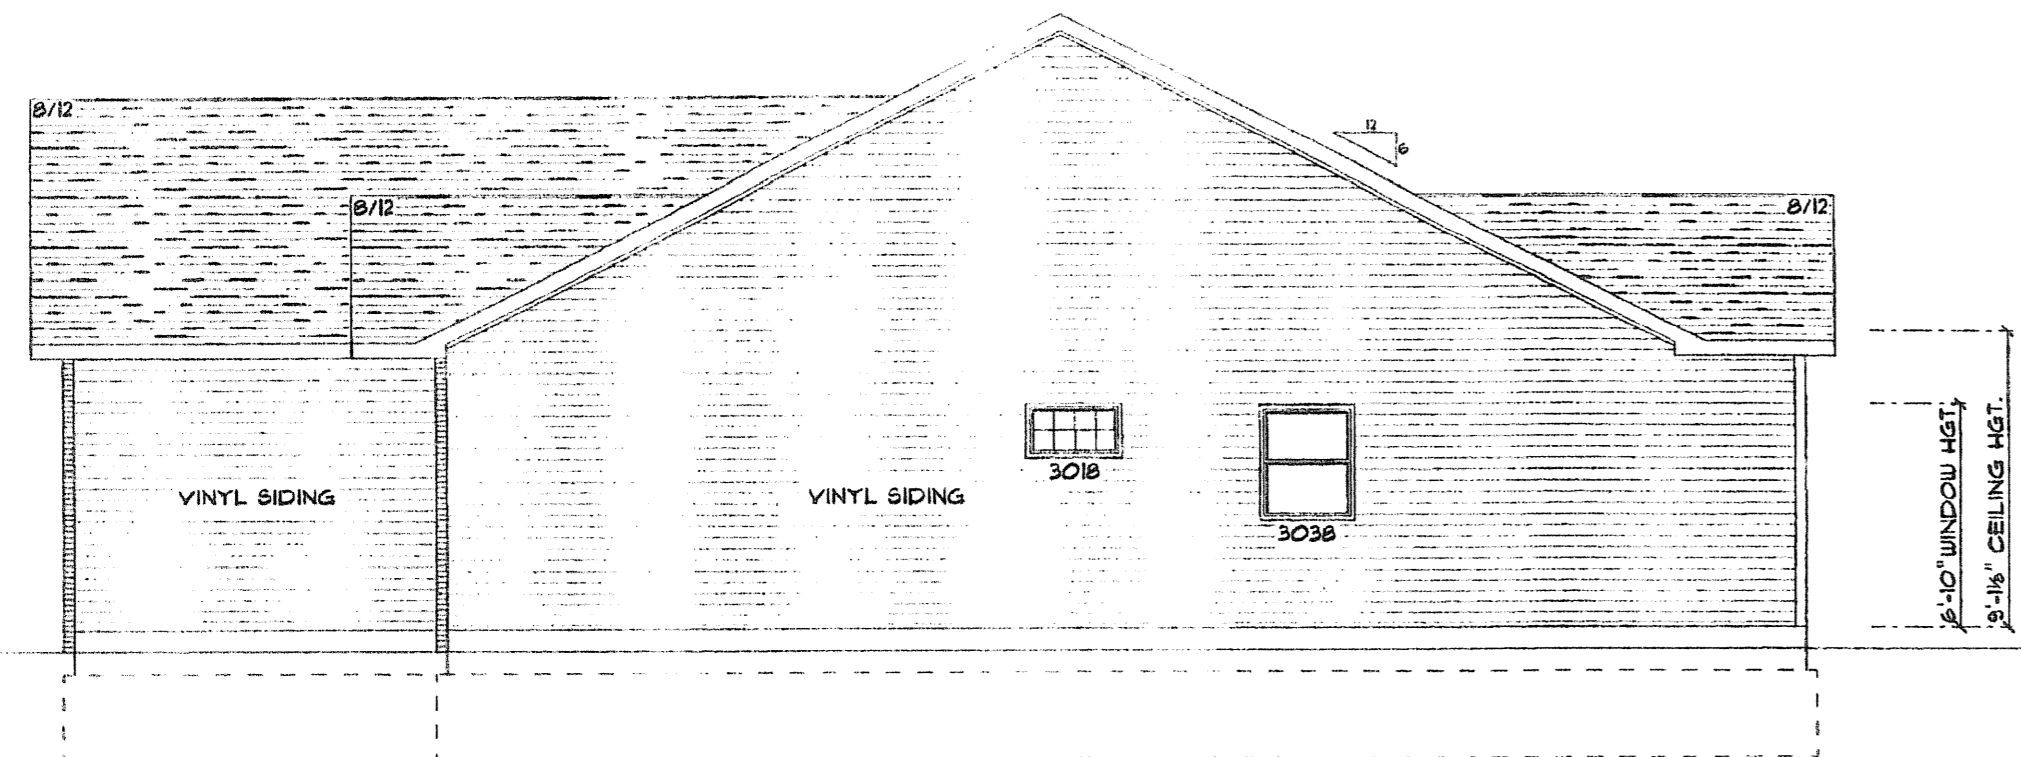 8/12
12
6
8/12
8/12
3018
VINYL SIDING
VINYL SIDING
3038
6'-10" WINDOW HGT.
9'-1⅛" CEILING HGT.